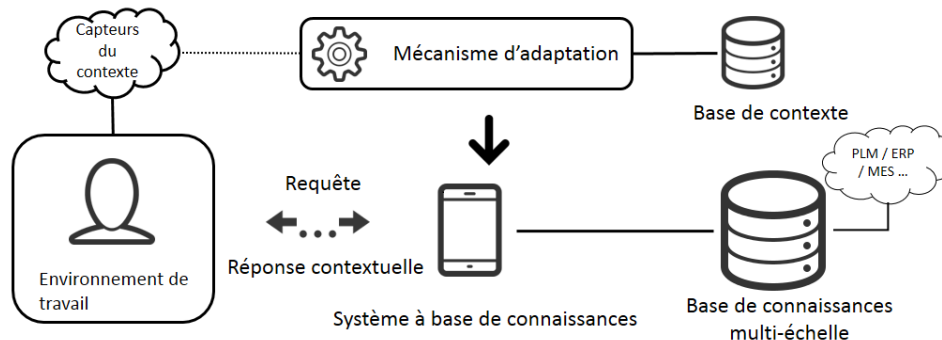 Capteurs
du
contexte
Mécanisme d’adaptation
Base de contexte
PLM / ERP
/ MES ...
Requête
Réponse contextuelle
Environnement de
travail
Système à base de connaissances
Base de connaissances
multi-échelle